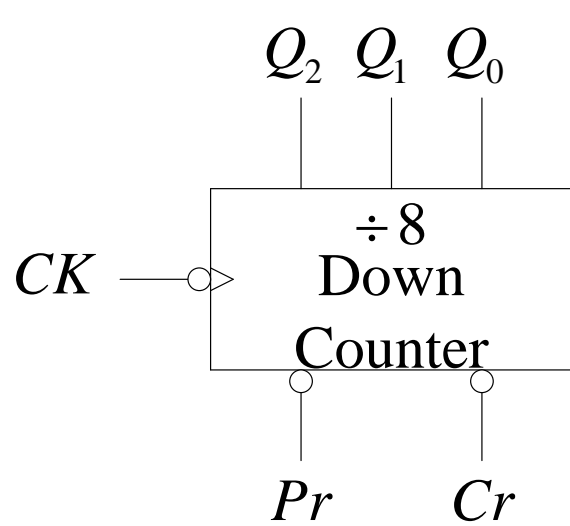 Q₂ Q₁ Q₀
÷8
CK
Down
Counter
Pr Cr